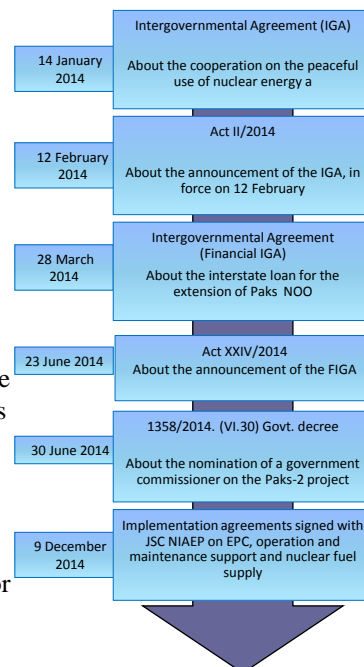 Intergovernmental Agreement (IGA)
14 January
2014
About the cooperation on the peaceful
use of nuclear energy a
Act II/2014
12 February
2014
About the announcement of the IGA, in
force on 12 February
Intergovernmental Agreement
(Financial IGA)
28 March
2014
About the interstate loan for the
extension of Paks NOO
23 June 2014
Act XXIV/2014
About the announcement of the FIGA
e
s
1358/2014. (VI.30) Govt. decree
30 June 2014
About the nomination of a government
commissioner on the Paks-2 project
9 December
2014
Implementation agreements signed with
JSC NIAEP on EPC, operation and
maintenance support and nuclear fuel
supply
or